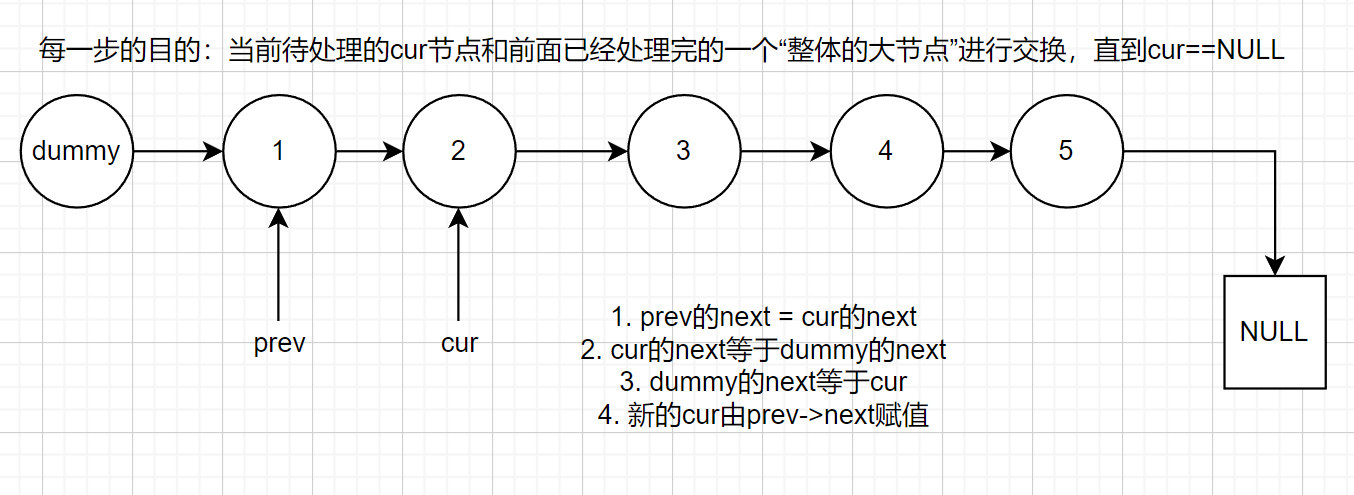 每一步的目的：当前待处理的cur节点和前面已经处理完的一个“整体的大节点”进行交换，直到cur==NULL
dummy
1
2
3
4
5
prev
cur
1. prev的next = cur的next
2. cur的next等于dummy的next
3. dummy的next等于cur
4. 新的cur由prev->next赋值
NULL